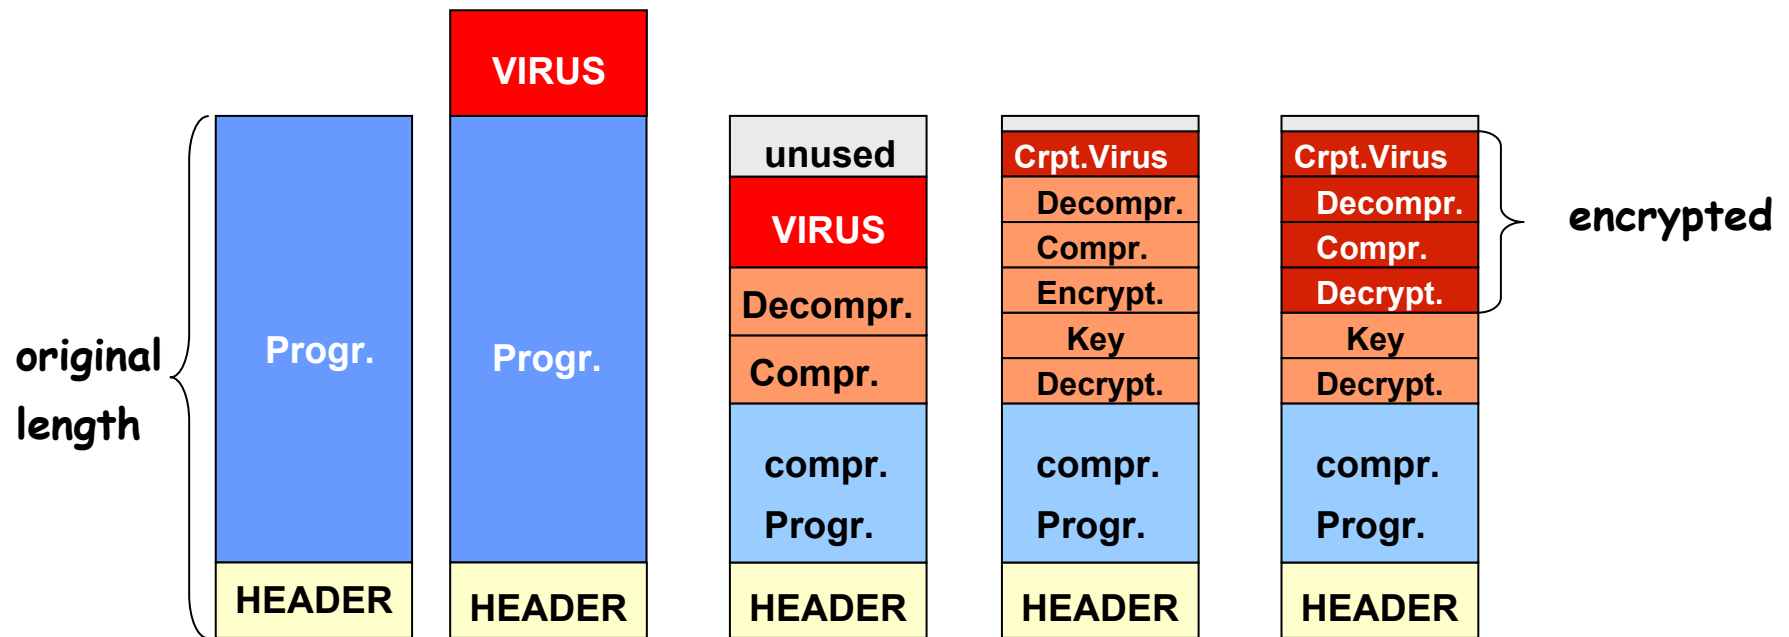 original
length
Progr.
HEADER
VIRUS
Progr.
HEADER
unused
VIRUS
Decompr.
Compr.
compr.
Progr.
HEADER
Crpt.Virus
Decompr.
Compr.
Encrypt.
Key
Decrypt.
compr.
Progr.
HEADER
Crpt.Virus
Decompr.
Compr.
Decrypt.
Key
Decrypt.
compr.
Progr.
HEADER
encrypted